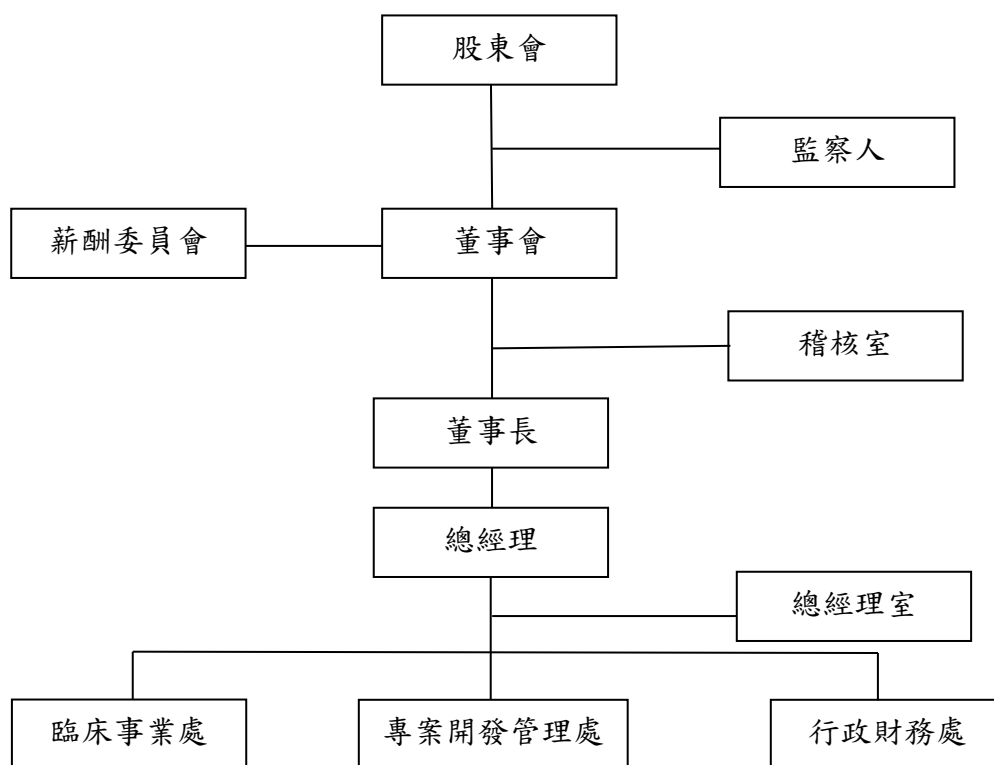 股東會
監察人
薪酬委員會
董事會
稽核室
董事長
總經理
總經理室
臨床事業處
專案開發管理處
行政財務處